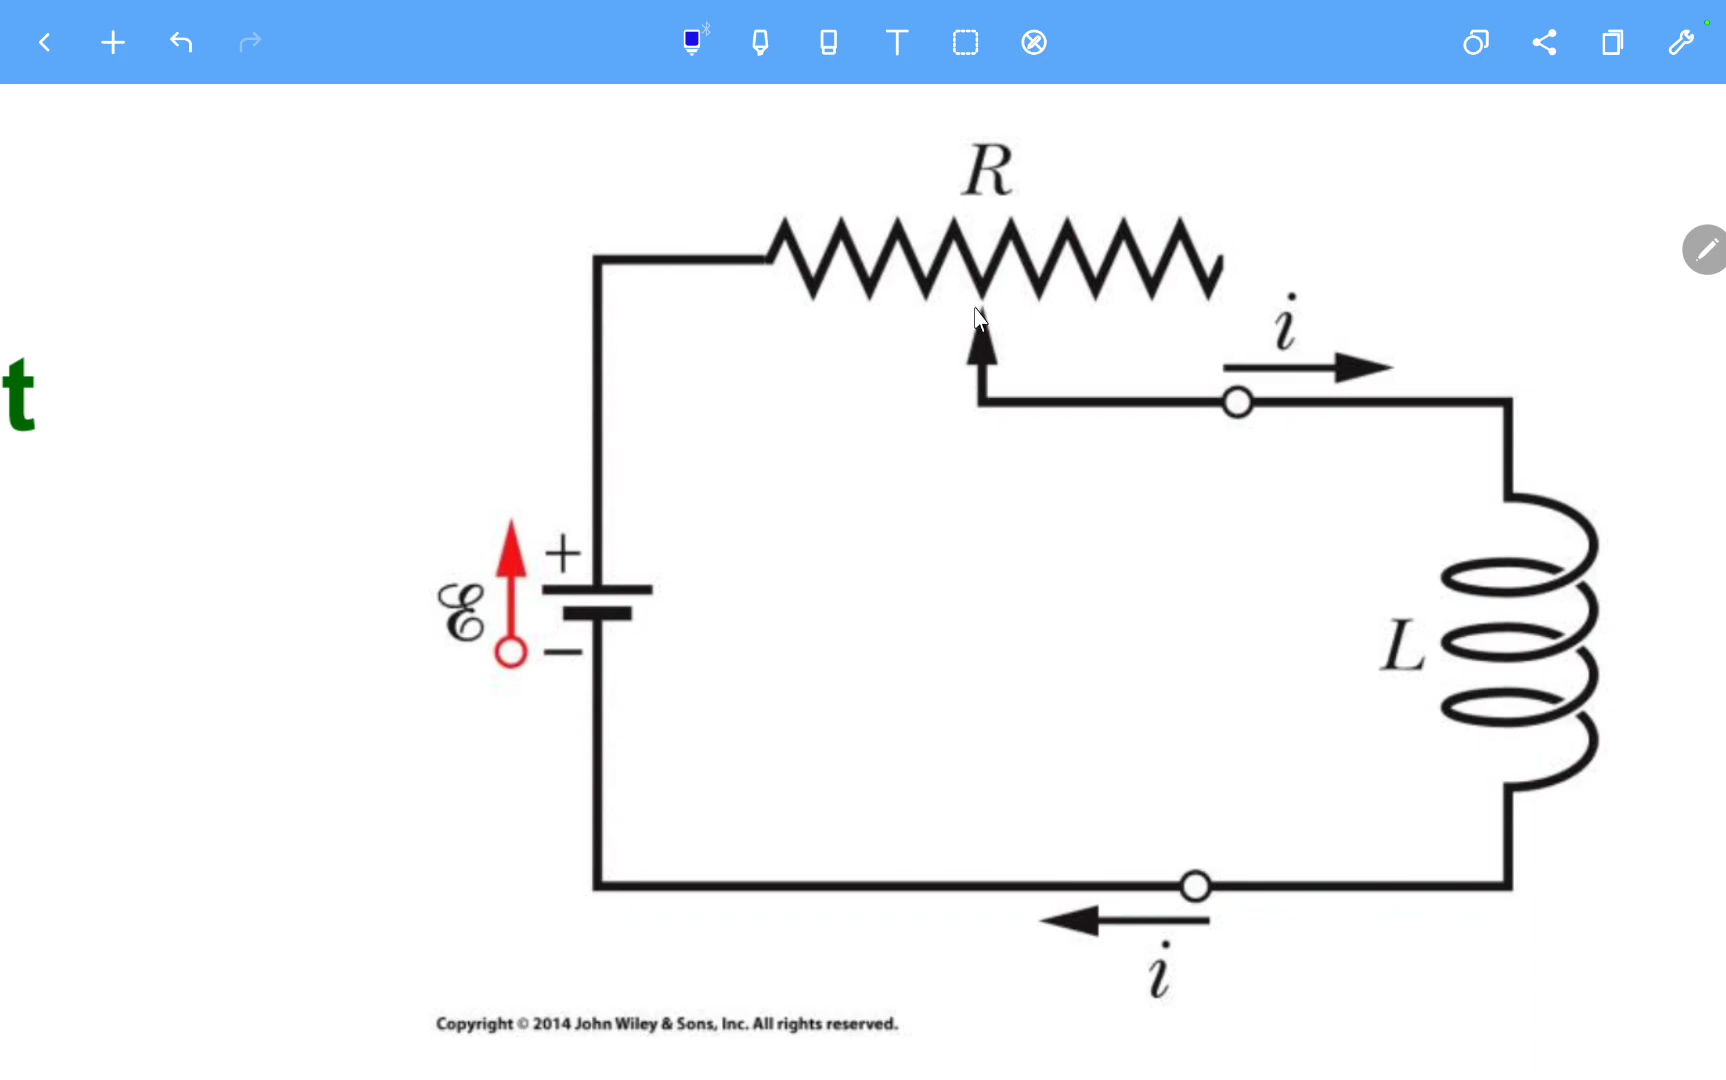 R
i
t
+
ℰ
−
L
i
Copyright © 2014 John Wiley & Sons, Inc. All rights reserved.